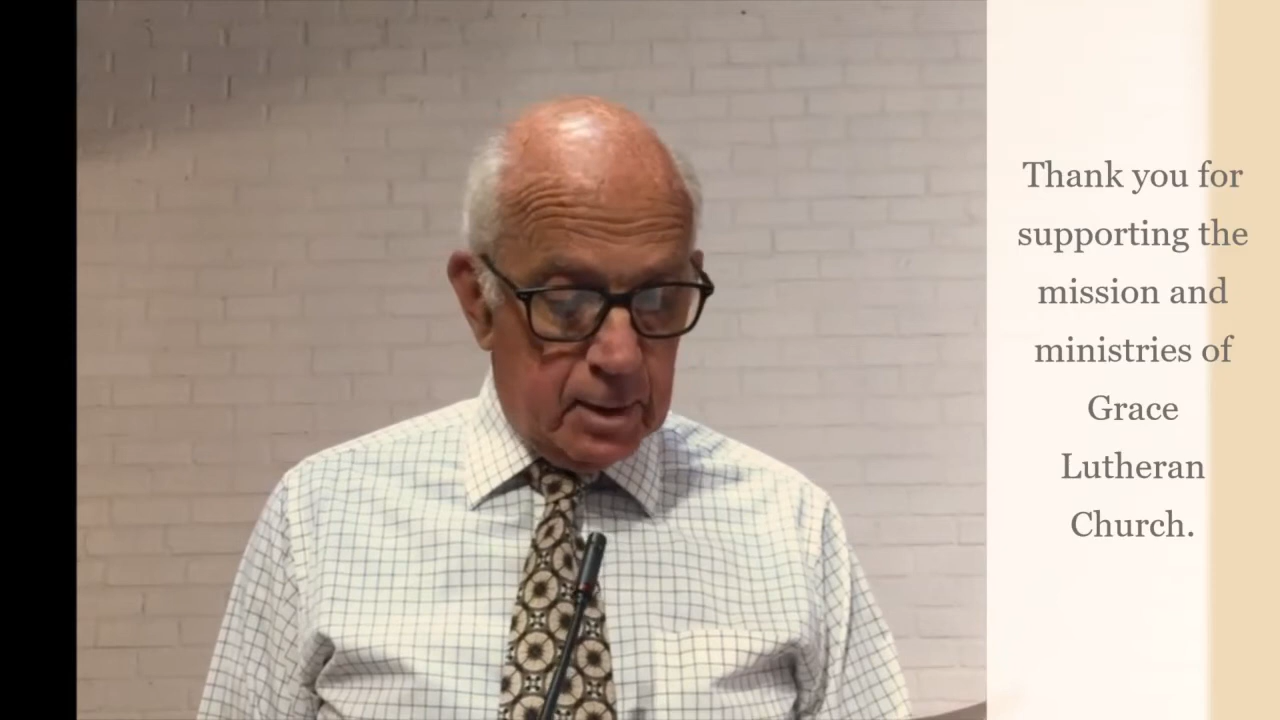 Thank you for
supporting the
mission and
ministries of
Grace
Lutheran
Church.